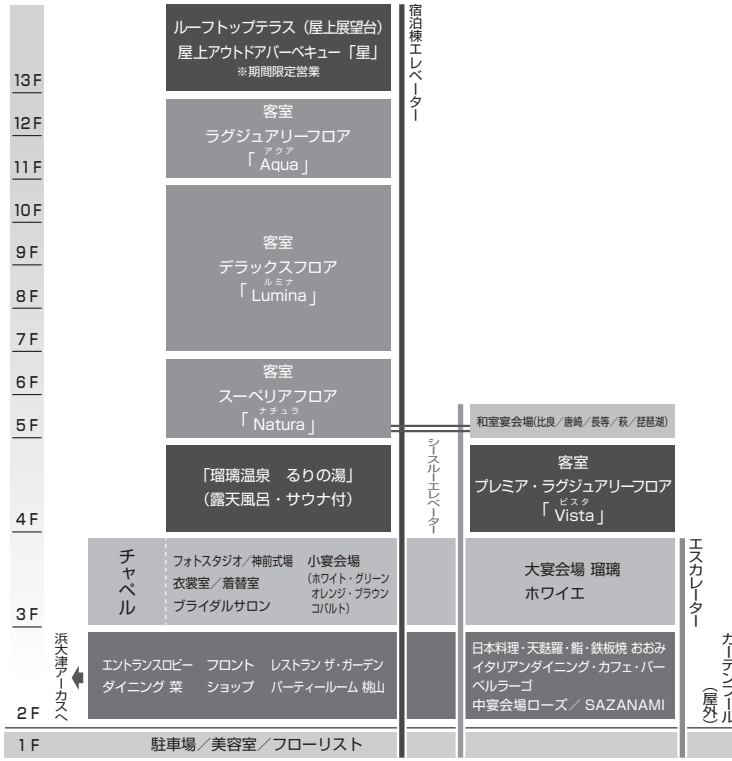 ルーフトップテラス（屋上展望台）
屋上アウトドアバーベキュー「星」
※期間限定営業
13F
宿泊棟エレベーター
12F
11F
客室
ラグジュアリーフロア
アクア
「Aqua」
10F
9F
8F
7F
客室
デラックスフロア
ルミナ
「Lumina」
6F
5F
客室
スーペリアフロア
ナチュラ
「Natura」
和室宴会場(比良／唐崎／長等／萩／琵琶湖)
4F
「瑠璃温泉 るりの湯」
（露天風呂・サウナ付）
シースルーエレベーター
客室
プレミア・ラグジュアリーフロア
ビスタ
「Vista」
3F
チャペル
フォトスタジオ／神前式場
衣裳室／着替室
ブライダルサロン
小宴会場
（ホワイト・グリーン
オレンジ・ブラウン
コバルト）
大宴会場 瑠璃
ホワイエ
エスカレーター
2F
浜大津アーカスへ
エントランスロビー フロント レストラン ザ・ガーデン
ダイニング 菜 ショップ パーティールーム 桃山
日本料理・天麩羅・鮨・鉄板焼 おおみ
イタリアンダイニング・カフェ・バー
ベルラーゴ
中宴会場ローズ／SAZANAMI
ガーデンプール
（屋外）
1F
駐車場／美容室／フローリスト